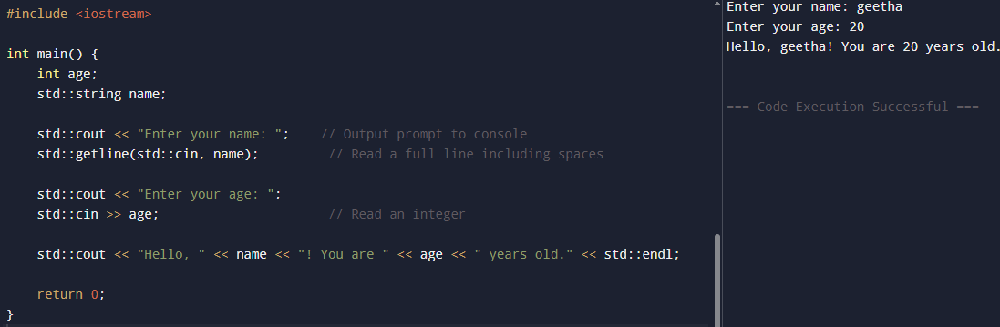 #include <iostream>

int main() {
    int age;
    std::string name;

    std::cout << "Enter your name: ";    // Output prompt to console
    std::getline(std::cin, name);         // Read a full line including spaces

    std::cout << "Enter your age: ";
    std::cin >> age;                      // Read an integer

    std::cout << "Hello, " << name << "! You are " << age << " years old." << std::endl;

    return 0;
}
Enter your name: geetha
Enter your age: 20
Hello, geetha! You are 20 years old.

=== Code Execution Successful ===